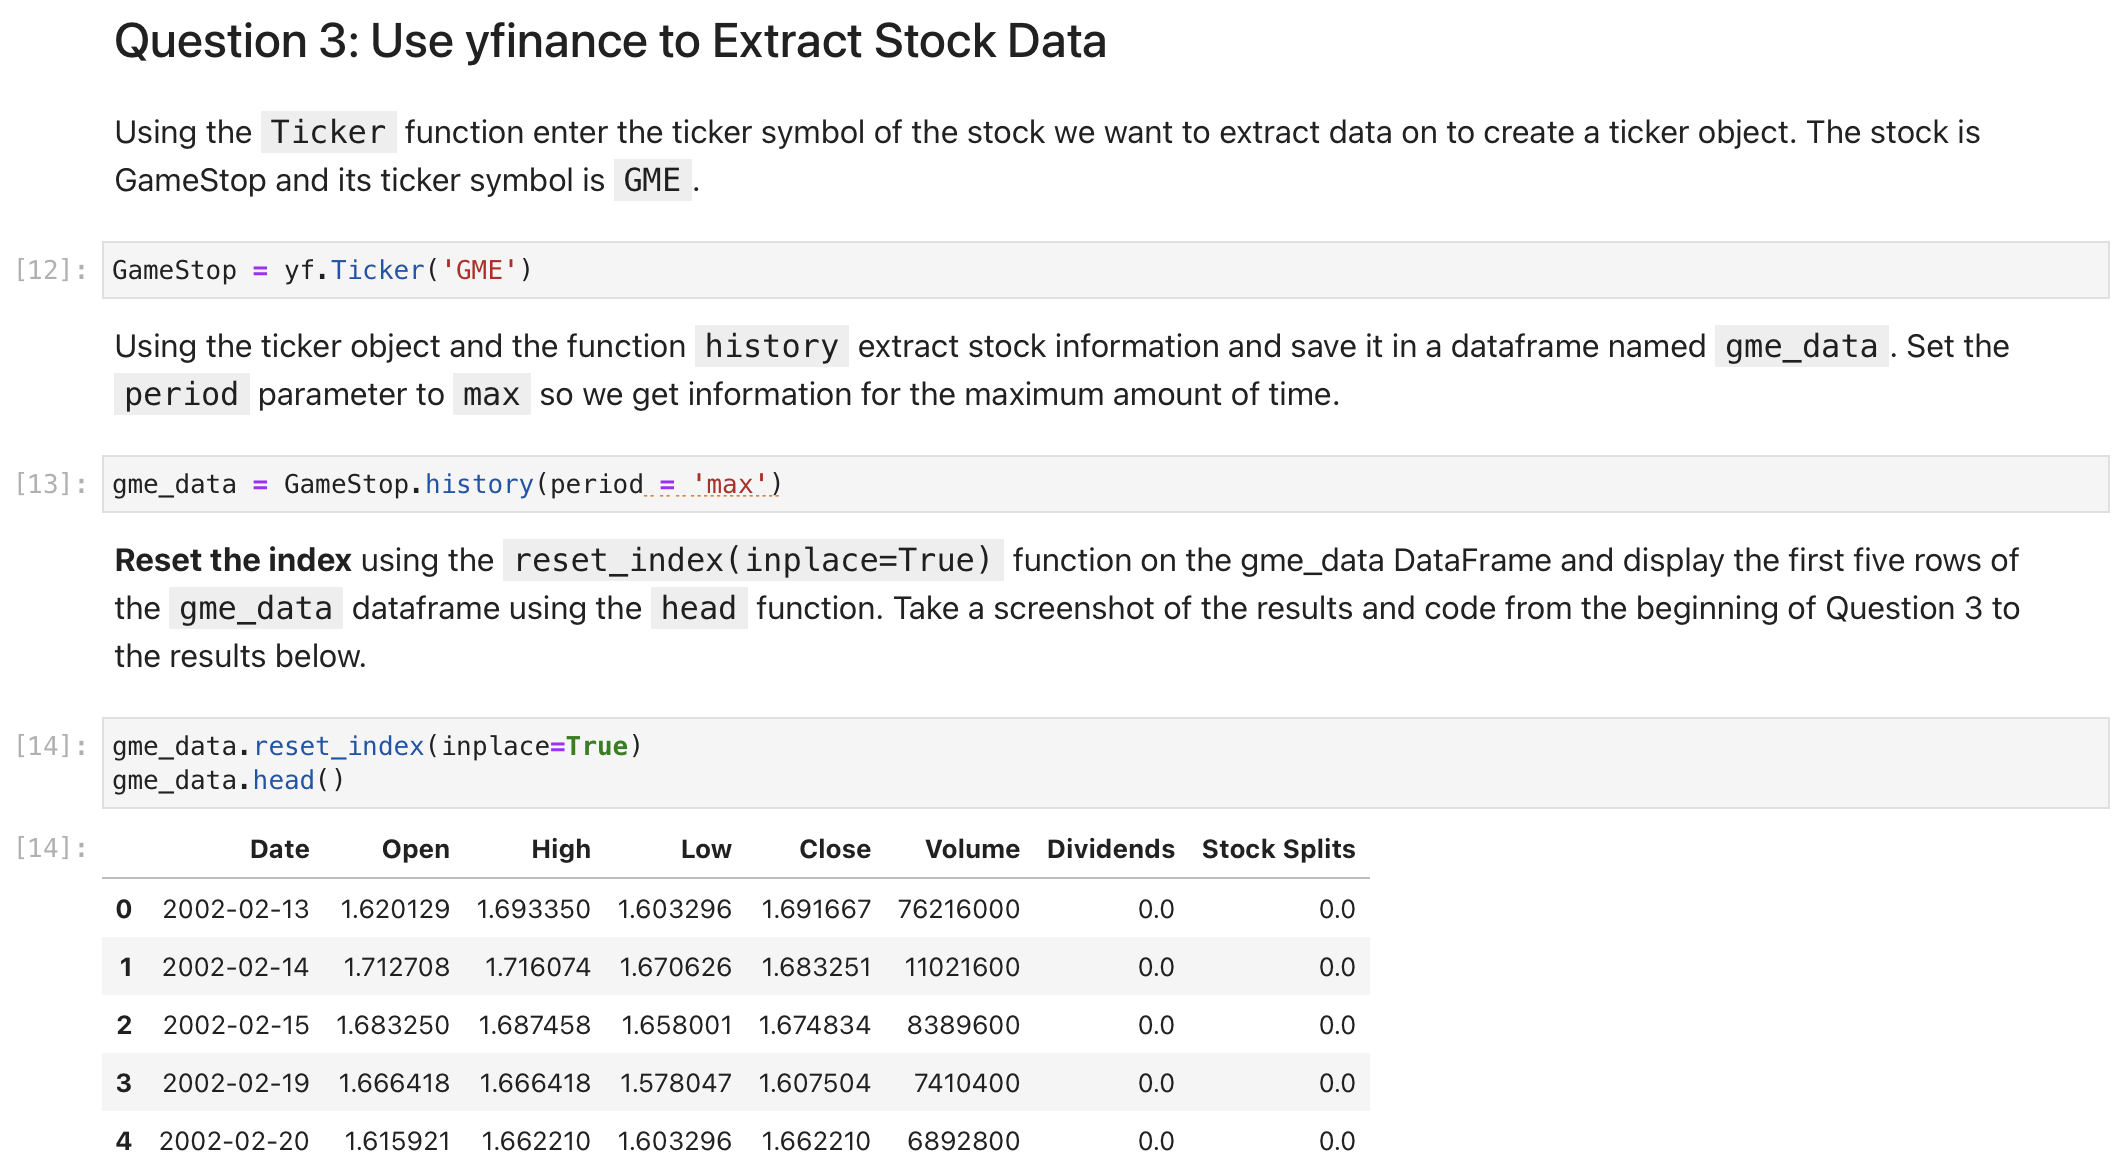 Question 3: Use yfinance to Extract Stock Data
Using the Ticker function enter the ticker symbol of the stock we want to extract data on to create a ticker object. The stock is
GameStop and its ticker symbol is GME .
[12]: GameStop = yf.Ticker('GME')
Using the ticker object and the function history extract stock information and save it in a dataframe named gme_data . Set the
period parameter to max so we get information for the maximum amount of time.
[13]: gme_data = GameStop.history(period = 'max')
Reset the index using the reset_index(inplace=True) function on the gme_data DataFrame and display the first five rows of
the gme_data dataframe using the head function. Take a screenshot of the results and code from the beginning of Question 3 to
the results below.
[14]: gme_data.reset_index(inplace=True)
gme_data.head()
[14]: Date Open High Low Close Volume Dividends Stock Splits
0 2002-02-13 1.620129 1.693350 1.603296 1.691667 76216000 0.0 0.0
1 2002-02-14 1.712708 1.716074 1.670626 1.683251 11021600 0.0 0.0
2 2002-02-15 1.683250 1.687458 1.658001 1.674834 8389600 0.0 0.0
3 2002-02-19 1.666418 1.666418 1.578047 1.607504 7410400 0.0 0.0
4 2002-02-20 1.615921 1.662210 1.603296 1.662210 6892800 0.0 0.0